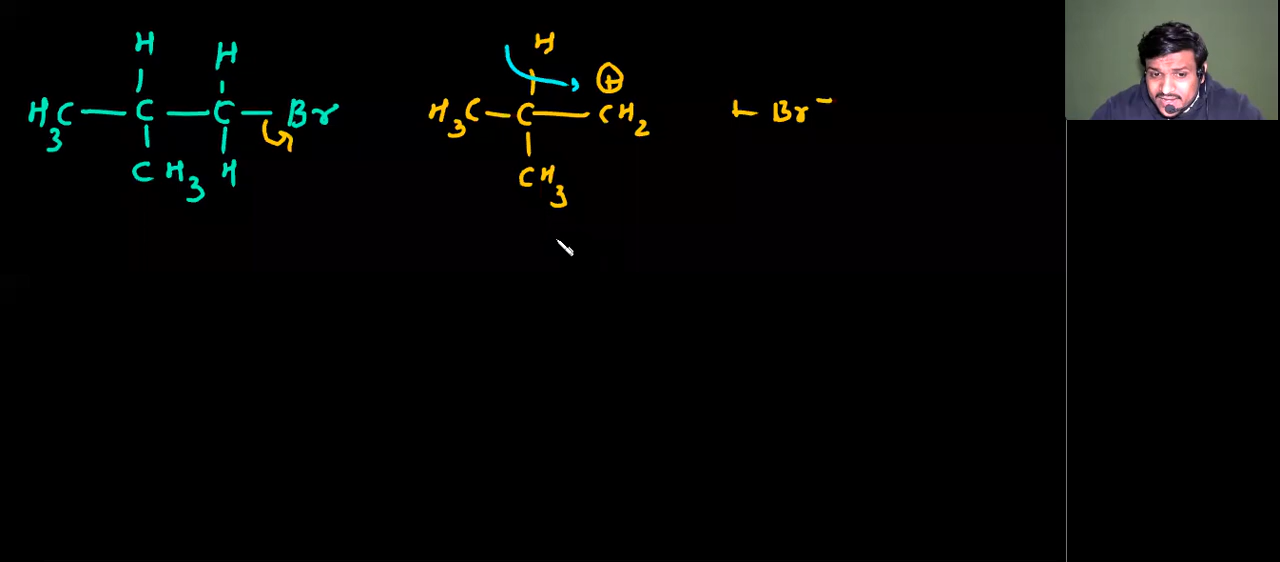 H H H
H₃C — C — C — Br H₃C — C — CH₂ ⊕ + Br⁻
CH₃ H CH₃